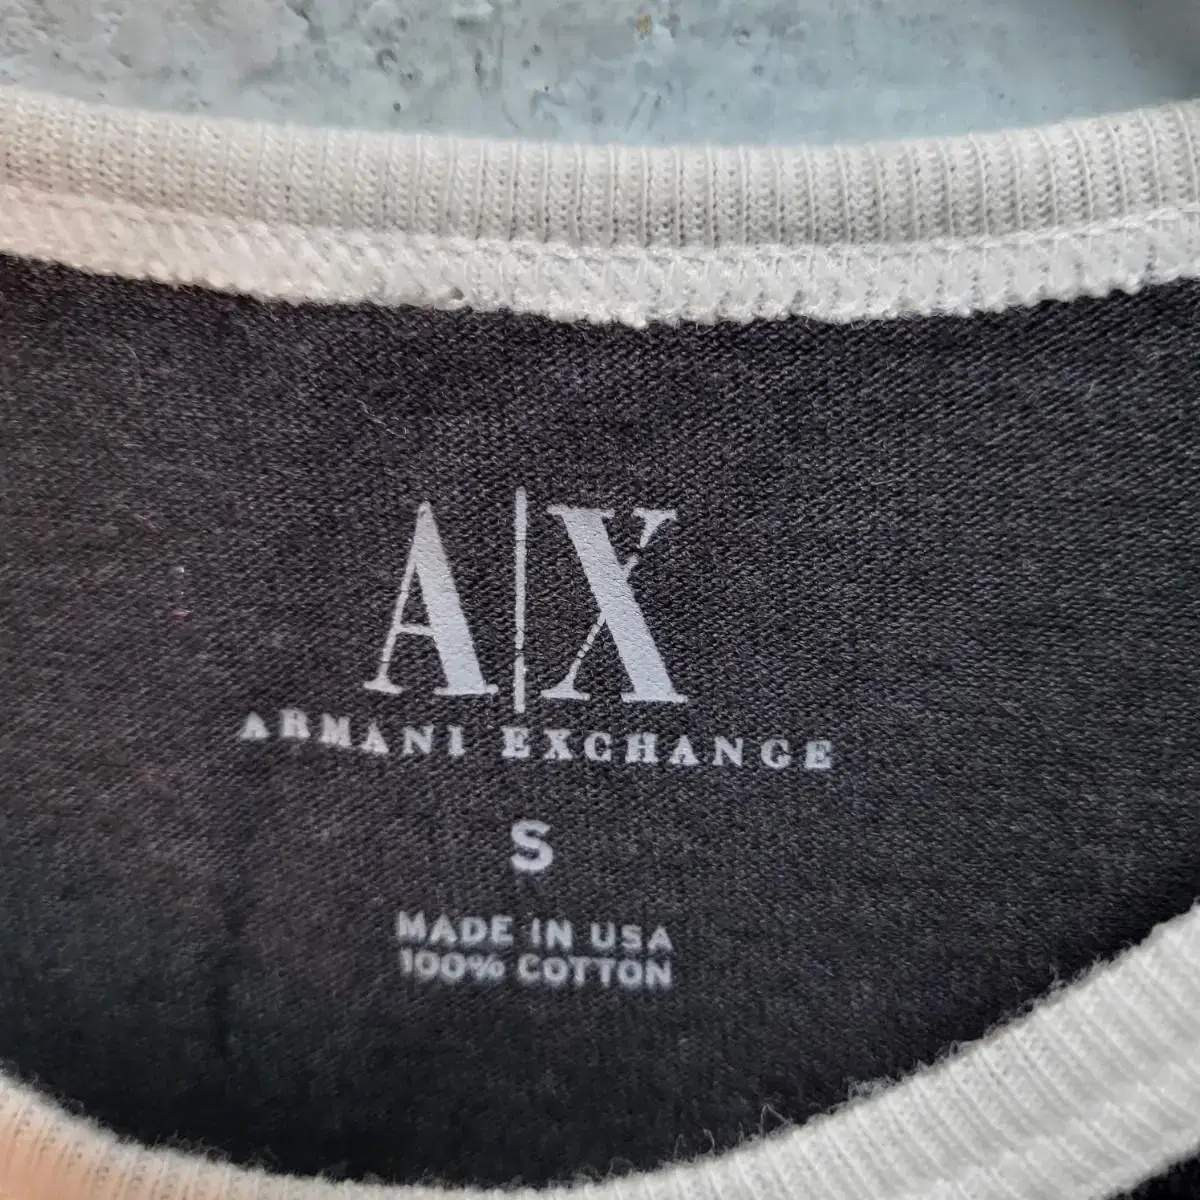 A|X
ARMANI EXCHANGE
S
MADE IN USA
100% COTTON